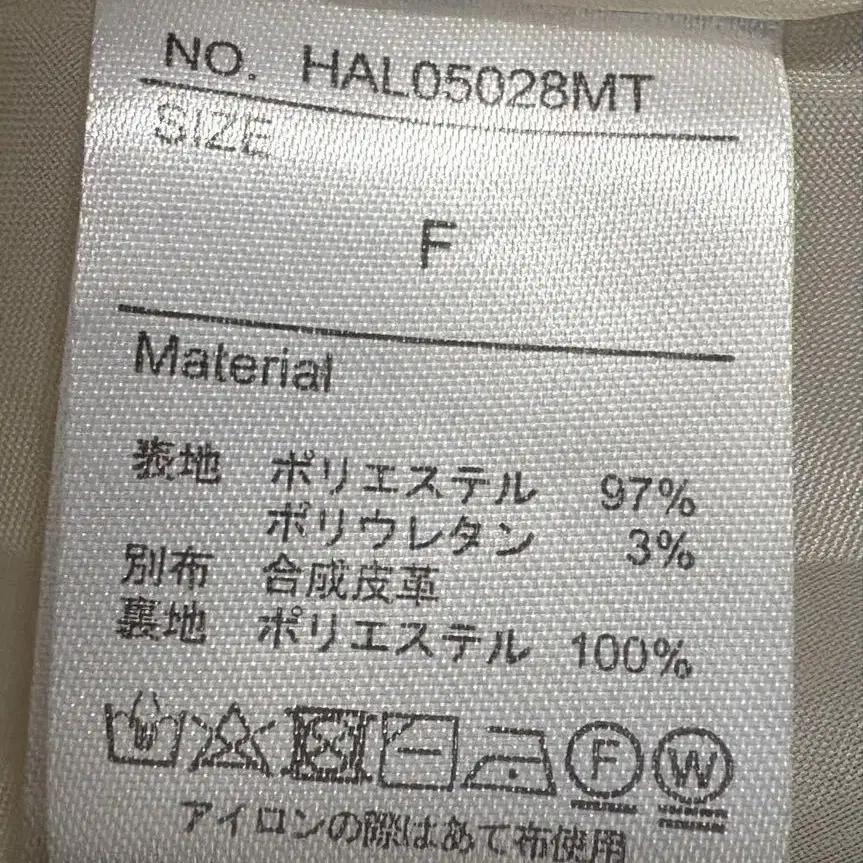 NO. HAL05028MT
SIZE
F
Material
表地 ポリエステル 97%
ポリウレタン 3%
別布 合成皮革
裏地 ポリエステル 100%
F W
アイロンの際はあて布使用